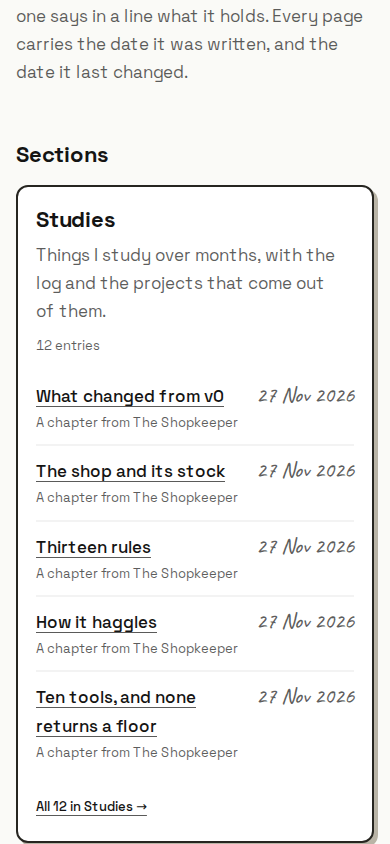 one says in a line what it holds. Every page
carries the date it was written, and the
date it last changed.
Sections
Studies
Things I study over months, with the
log and the projects that come out
of them.
12 entries
What changed from v0 27 Nov 2026
A chapter from The Shopkeeper
The shop and its stock 27 Nov 2026
A chapter from The Shopkeeper
Thirteen rules 27 Nov 2026
A chapter from The Shopkeeper
How it haggles 27 Nov 2026
A chapter from The Shopkeeper
Ten tools, and none 27 Nov 2026
returns a floor
A chapter from The Shopkeeper
All 12 in Studies →